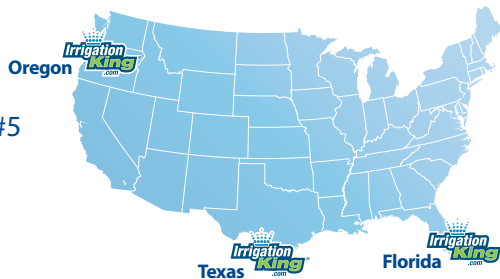 Oregon
Irrigation
King
.com
#5
Texas
Irrigation
King®
.com
Florida
Irrigation
King
.com